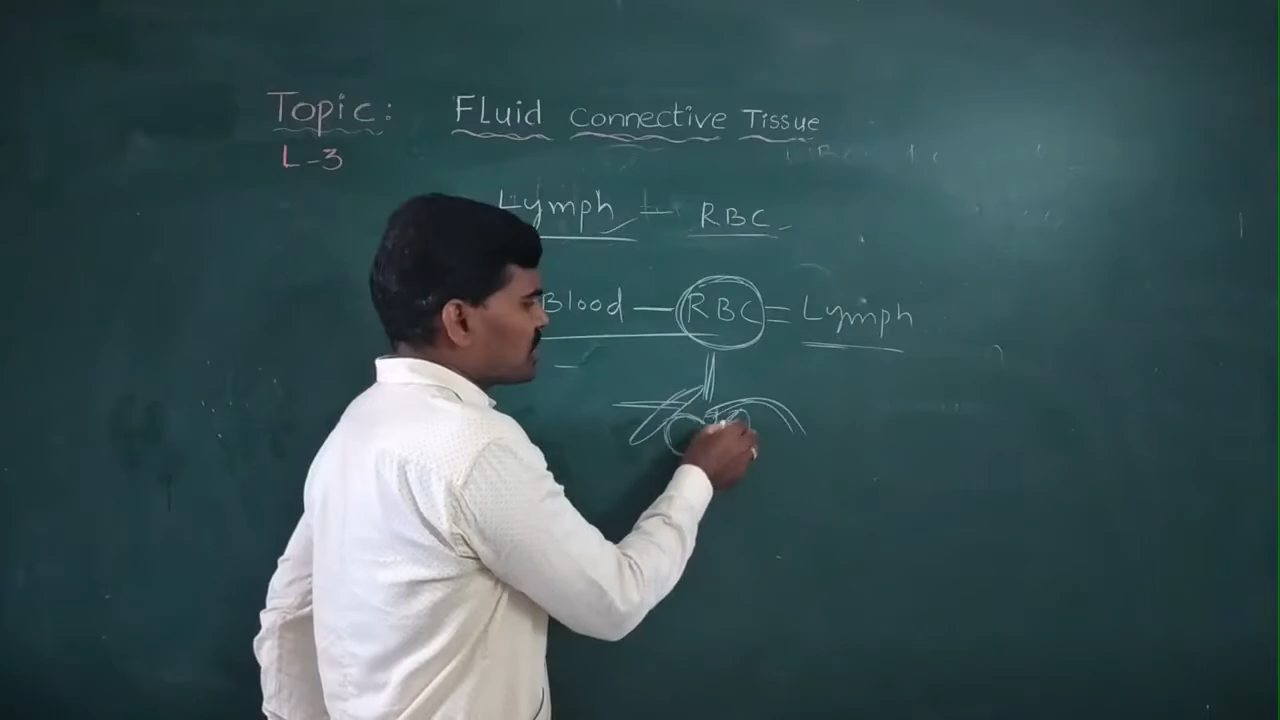 Topic: Fluid Connective Tissue
L-3
Lymph — RBC
Blood — RBC = Lymph